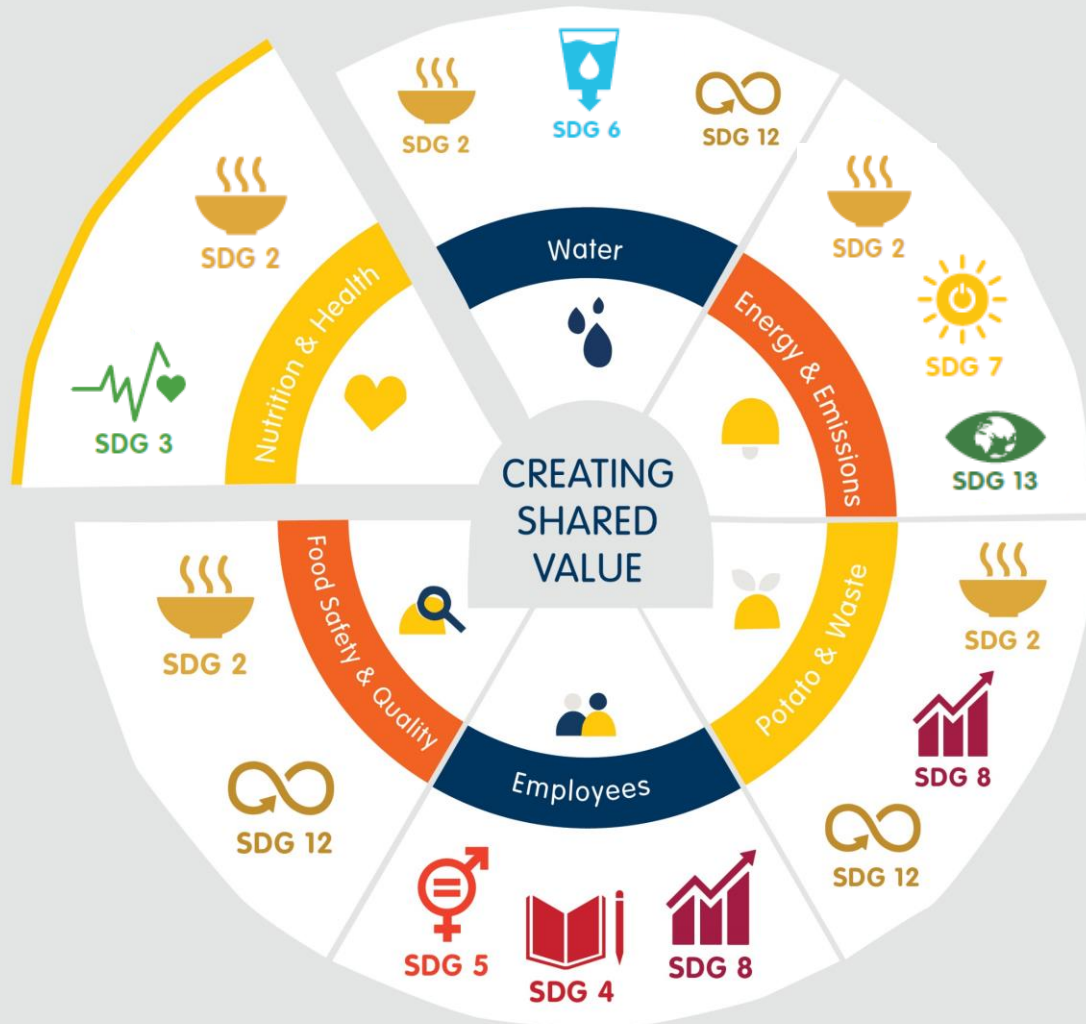 CREATING
SHARED
VALUE
Water
SDG 2
SDG 6
SDG 12
Energy & Emissions
SDG 2
SDG 7
SDG 13
Potato & Waste
SDG 2
SDG 8
SDG 12
Employees
SDG 5
SDG 4
SDG 8
Food Safety & Quality
SDG 2
SDG 12
Nutrition & Health
SDG 2
SDG 3